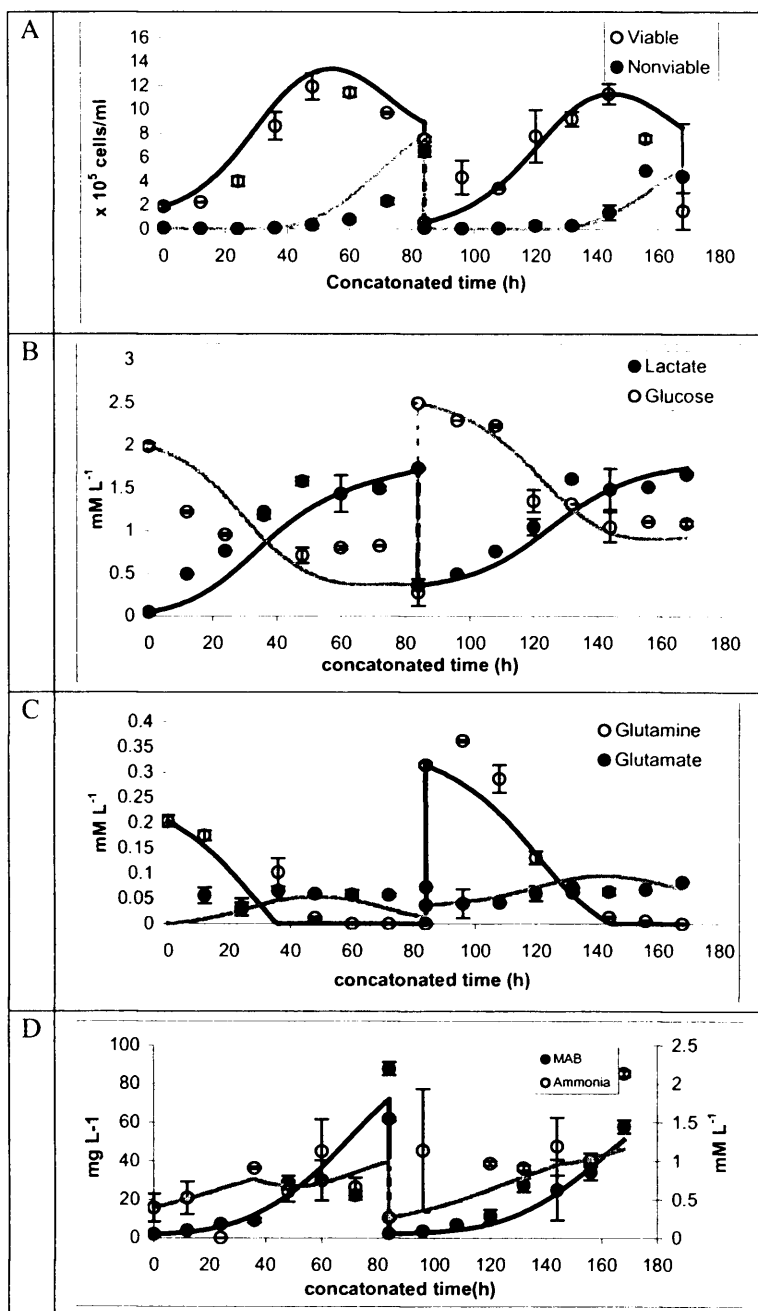 A
Viable
Nonviable
16
14
12
10
8
6
4
2
0
x 10⁵ cells/ml
0 20 40 60 80 100 120 140 160 180
Concatonated time (h)
B
Lactate
Glucose
3
2.5
2
1.5
1
0.5
0
mM L⁻¹
0 20 40 60 80 100 120 140 160 180
concatonated time (h)
C
Glutamine
Glutamate
0.4
0.35
0.3
0.25
0.2
0.15
0.1
0.05
0
mM L⁻¹
0 20 40 60 80 100 120 140 160 180
concatonated time (h)
D
MAB
Ammonia
100
80
60
40
20
0
mg L-1
2.5
2
1.5
1
0.5
0
mM L⁻¹
0 20 40 60 80 100 120 140 160 180
concatonated time(h)